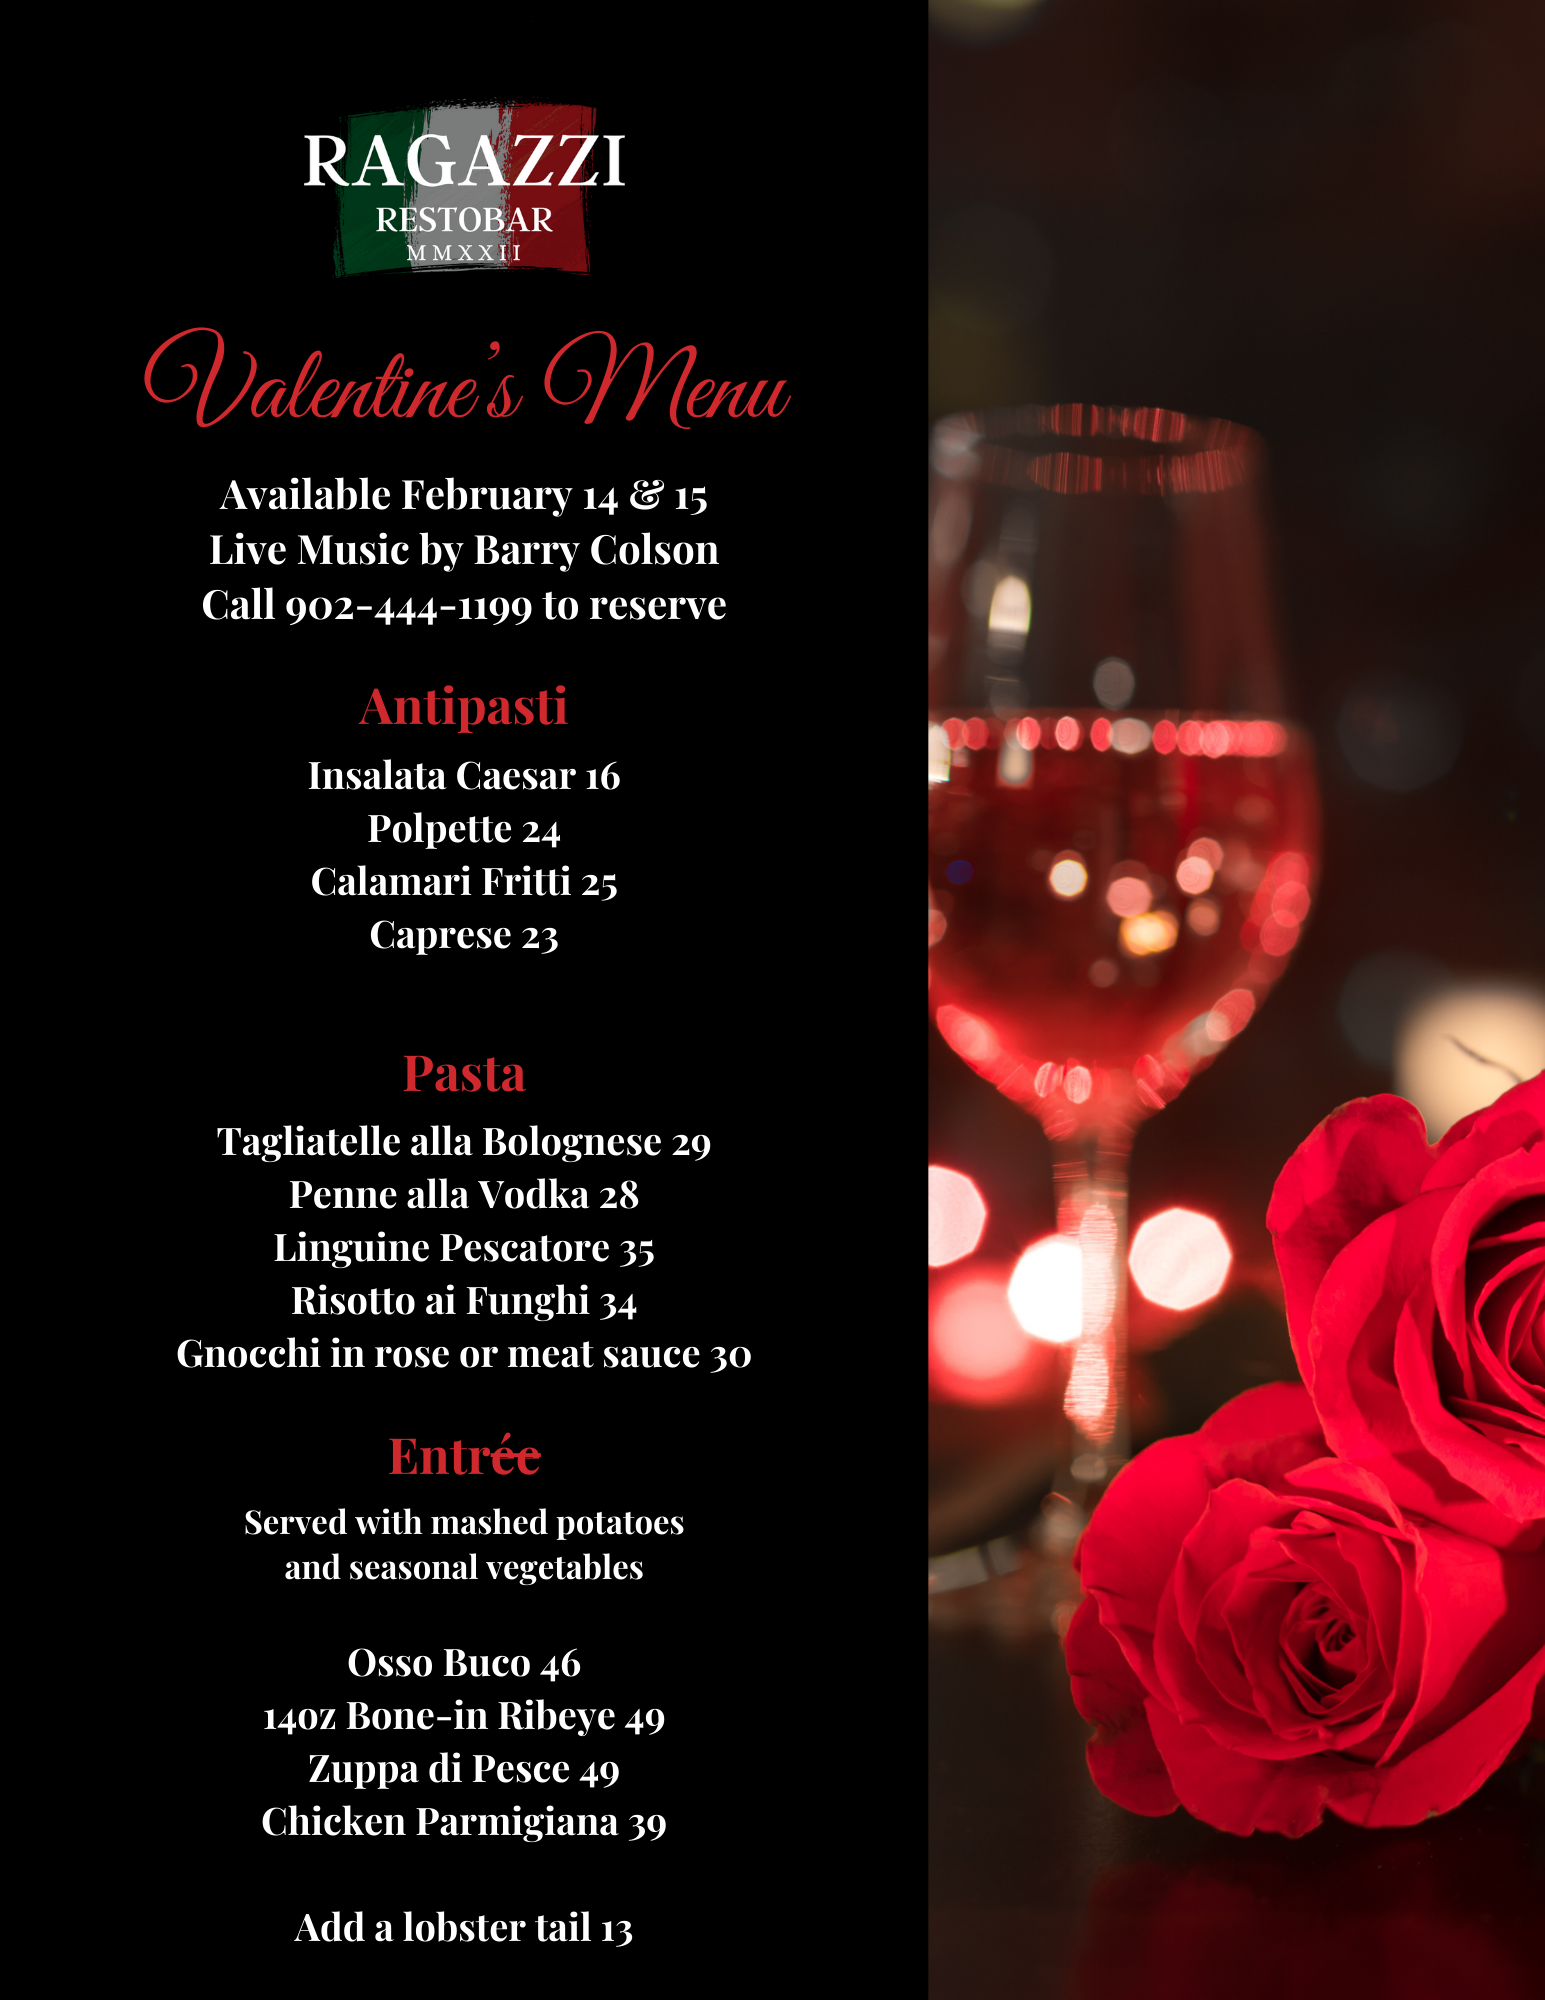 RAGAZZI
RESTOBAR
MMXXII
Valentine's Menu
Available February 14 & 15
Live Music by Barry Colson
Call 902-444-1199 to reserve
Antipasti
Insalata Caesar 16
Polpette 24
Calamari Fritti 25
Caprese 23
Pasta
Tagliatelle alla Bolognese 29
Penne alla Vodka 28
Linguine Pescatore 35
Risotto ai Funghi 34
Gnocchi in rose or meat sauce 30
Entrée
Served with mashed potatoes
and seasonal vegetables
Osso Buco 46
14oz Bone-in Ribeye 49
Zuppa di Pesce 49
Chicken Parmigiana 39
Add a lobster tail 13